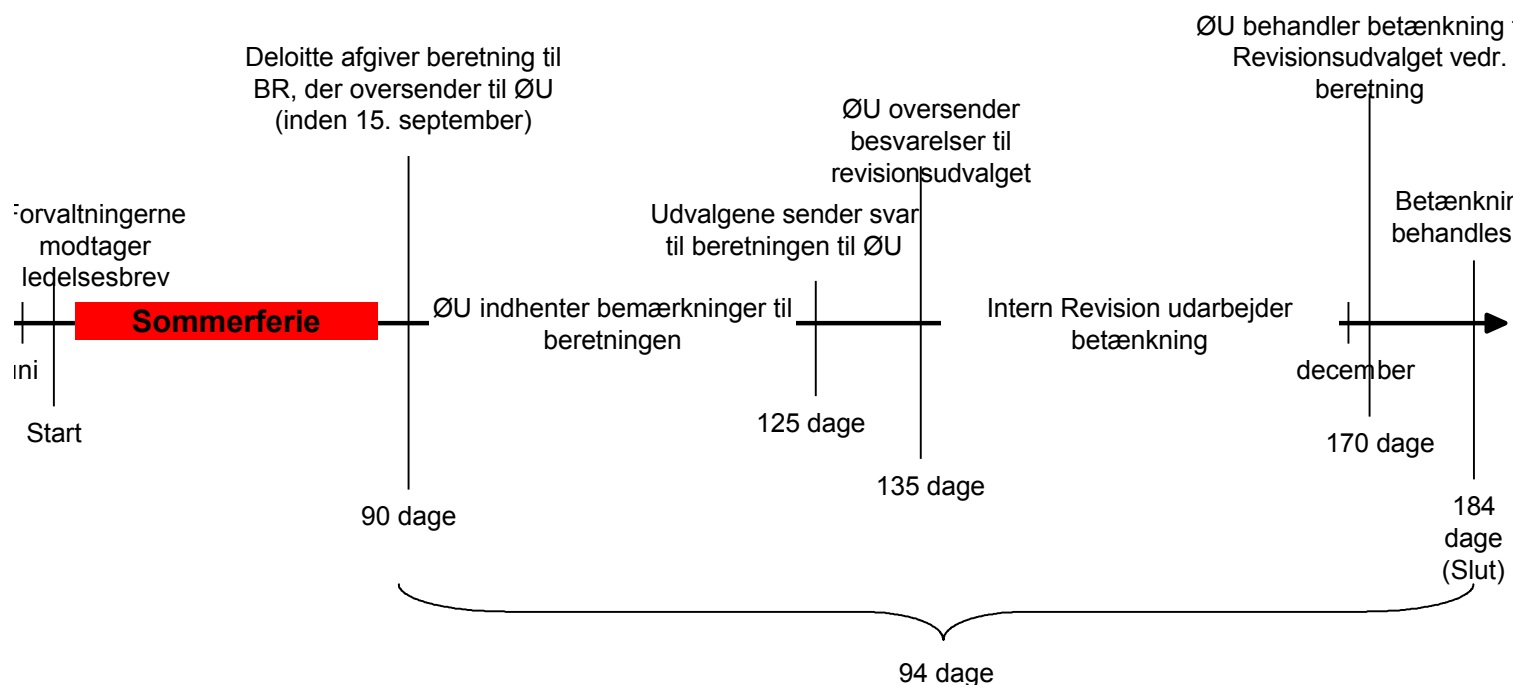 ØU behandler betænkning
Revisionsudvalget vedr.
beretning
Deloitte afgiver beretning til
BR, der oversender til ØU
(inden 15. september)
ØU oversender
besvarelser til
revisionsudvalget
Forvaltningerne
modtager
ledelsesbrev
Udvalgene sender svar
til beretningen til ØU
behandles
Sommerferie
ØU indhenter bemærkninger til
beretningen
Intern Revision udarbejder
betænkning
december
Start
125 dage
170 dage
135 dage
90 dage
184
dage
(Slut)
94 dage